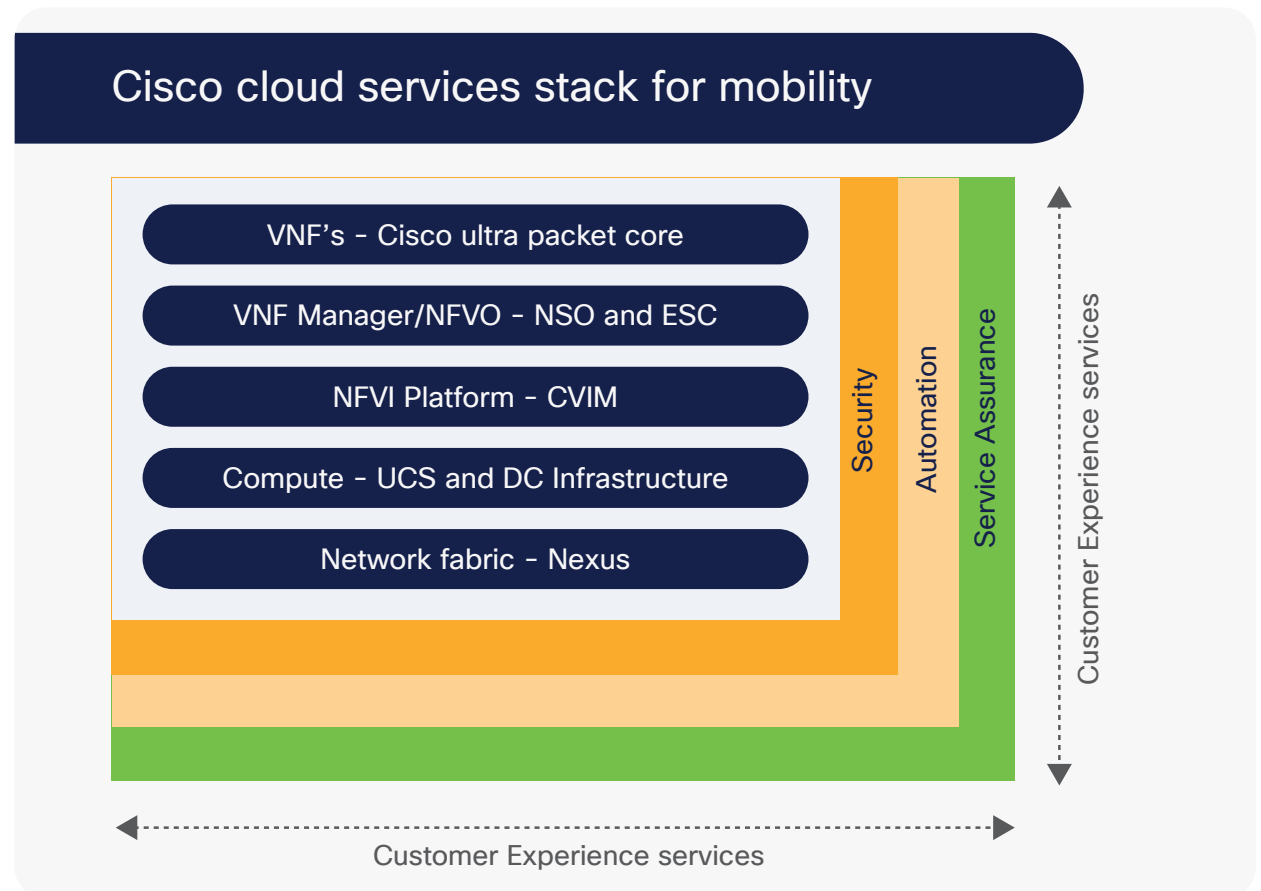 Cisco cloud services stack for mobility
VNF's - Cisco ultra packet core
VNF Manager/NFVO - NSO and ESC
NFVI Platform - CVIM
Compute - UCS and DC Infrastructure
Network fabric - Nexus
Security
Automation
Service Assurance
Customer Experience services
Customer Experience services